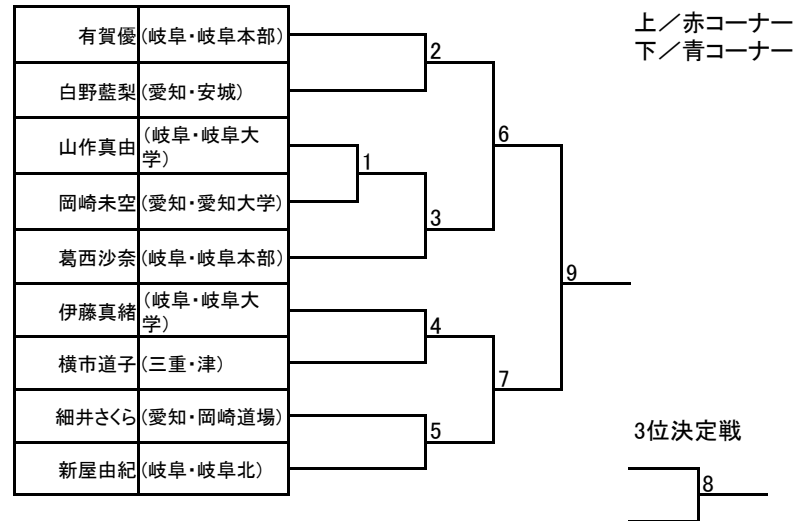 有賀優 (岐阜・岐阜本部)
白野藍梨 (愛知・安城)
山作真由 (岐阜・岐阜大
学)
岡崎未空 (愛知・愛知大学)
葛西沙奈 (岐阜・岐阜本部)
伊藤真緒 (岐阜・岐阜大
学)
横市道子 (三重・津)
細井さくら (愛知・岡崎道場)
新屋由紀 (岐阜・岐阜北)
1
2
3
4
5
6
7
9
上／赤コーナー
下／青コーナー
3位決定戦
8